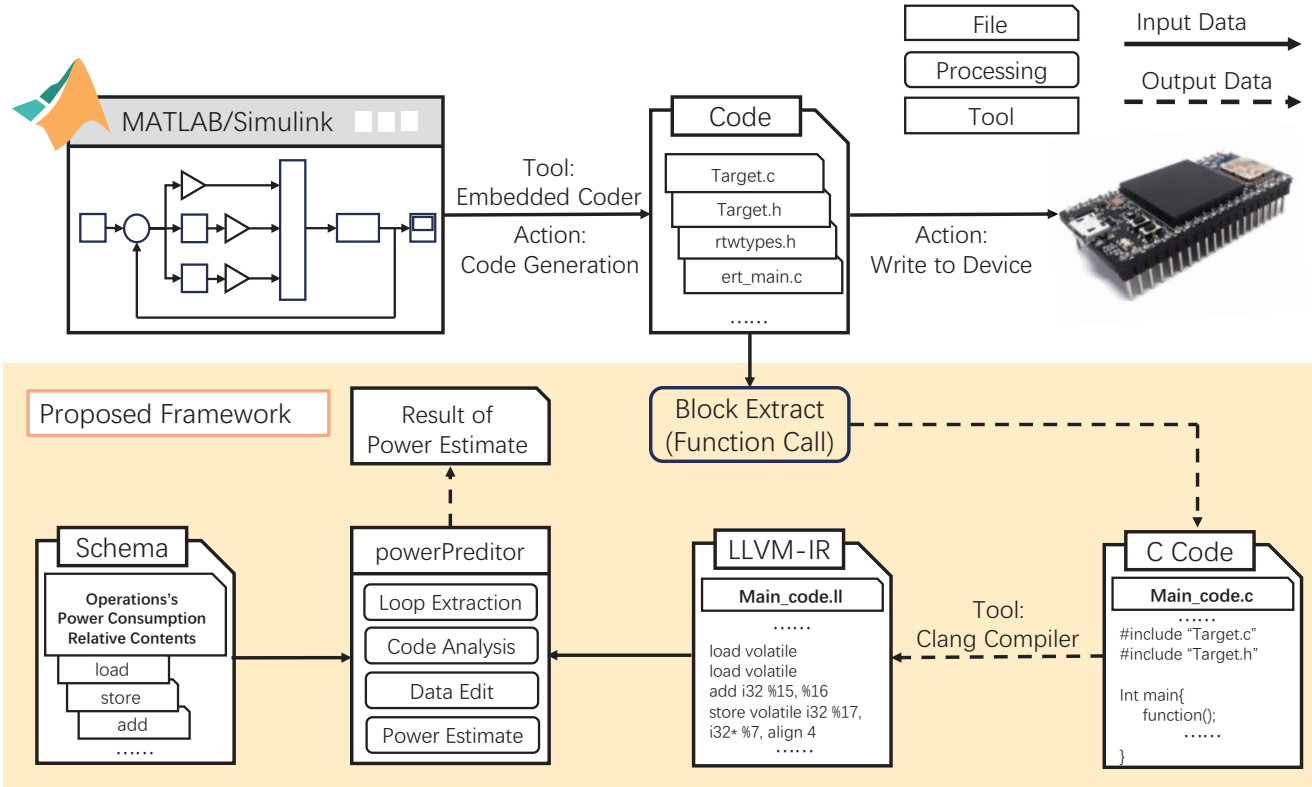 File
Input Data
Processing
Output Data
Tool
MATLAB/Simulink
Tool:
Embedded Coder
Action:
Code Generation
Code
Target.c
Target.h
rtwtypes.h
ert_main.c
......
Action:
Write to Device
Proposed Framework
Result of
Power Estimate
Block Extract
(Function Call)
Schema
Operations's
Power Consumption
Relative Contents
load
store
add
......
powerPreditor
Loop Extraction
Code Analysis
Data Edit
Power Estimate
LLVM-IR
Main_code.ll
......
load volatile
load volatile
add i32 %15, %16
store volatile i32 %17,
i32* %7, align 4
......
Tool:
Clang Compiler
C Code
Main_code.c
......
#include “Target.c”
#include “Target.h”
Int main{
function();
......
}